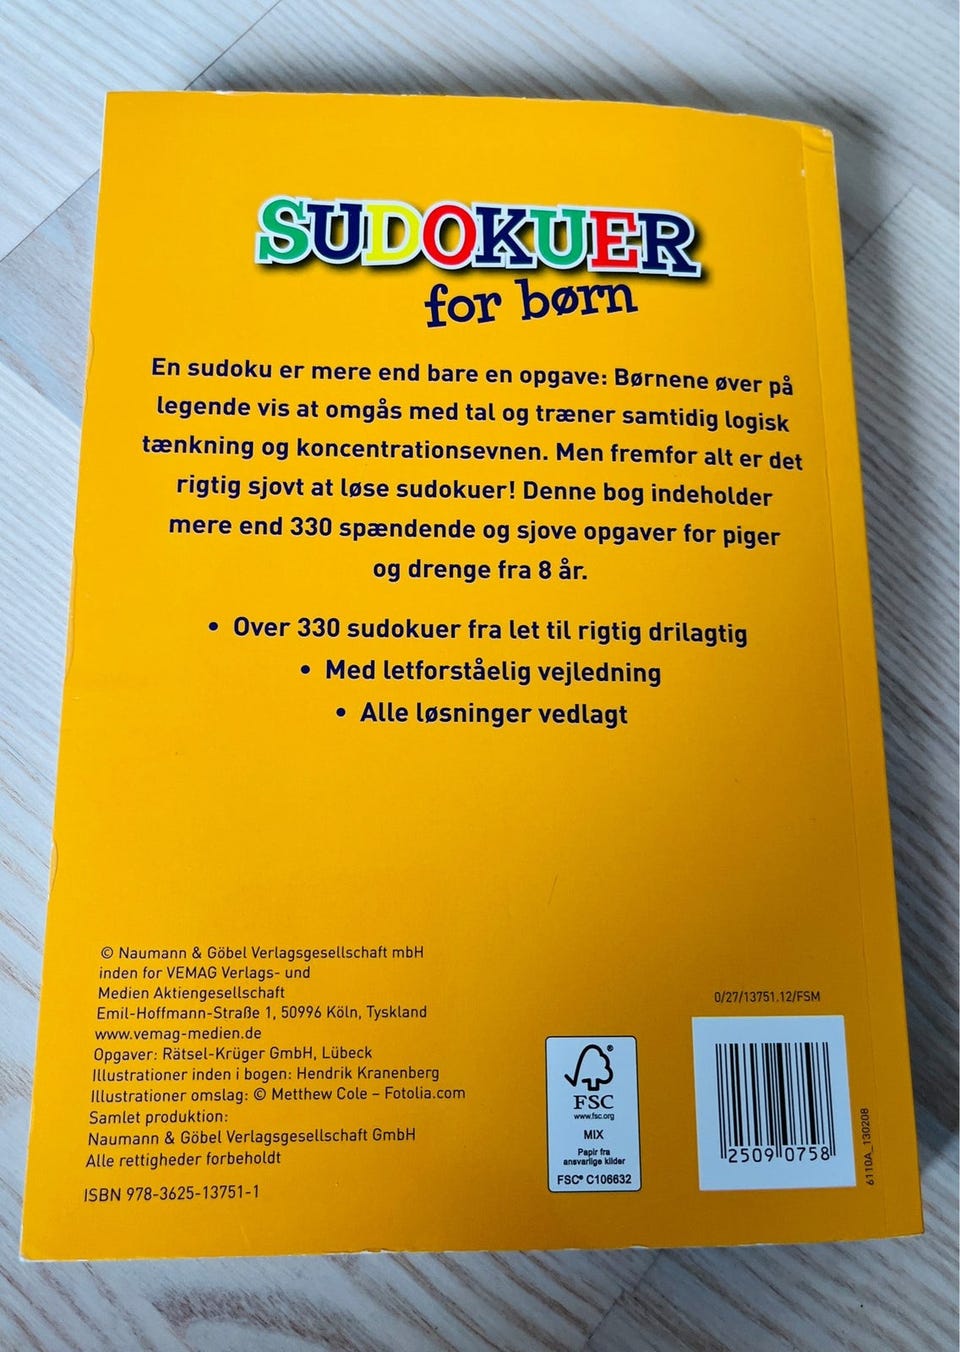 SUDOKUER
for børn
En sudoku er mere end bare en opgave: Børnene øver på
legende vis at omgås med tal og træner samtidig logisk
tænkning og koncentrationsevnen. Men fremfor alt er det
rigtig sjovt at løse sudokuer! Denne bog indeholder
mere end 330 spændende og sjove opgaver for piger
og drenge fra 8 år.
• Over 330 sudokuer fra let til rigtig drilagtig
• Med letforståelig vejledning
• Alle løsninger vedlagt
© Naumann & Göbel Verlagsgesellschaft mbH
inden for VEMAG Verlags- und
Medien Aktiengesellschaft
Emil-Hoffmann-Straße 1, 50996 Köln, Tyskland
www.vemag-medien.de
Opgaver: Rätsel-Krüger GmbH, Lübeck
Illustrationer inden i bogen: Hendrik Kranenberg
Illustrationer omslag: © Metthew Cole – Fotolia.com
Samlet produktion:
Naumann & Göbel Verlagsgesellschaft GmbH
Alle rettigheder forbeholdt
ISBN 978-3-625-13751-1
FSC
www.fsc.org
MIX
Papir fra
ansvarlige kilder
FSC® C106632
0/27/13751.12/FSM
2509 0758
6110A_130208